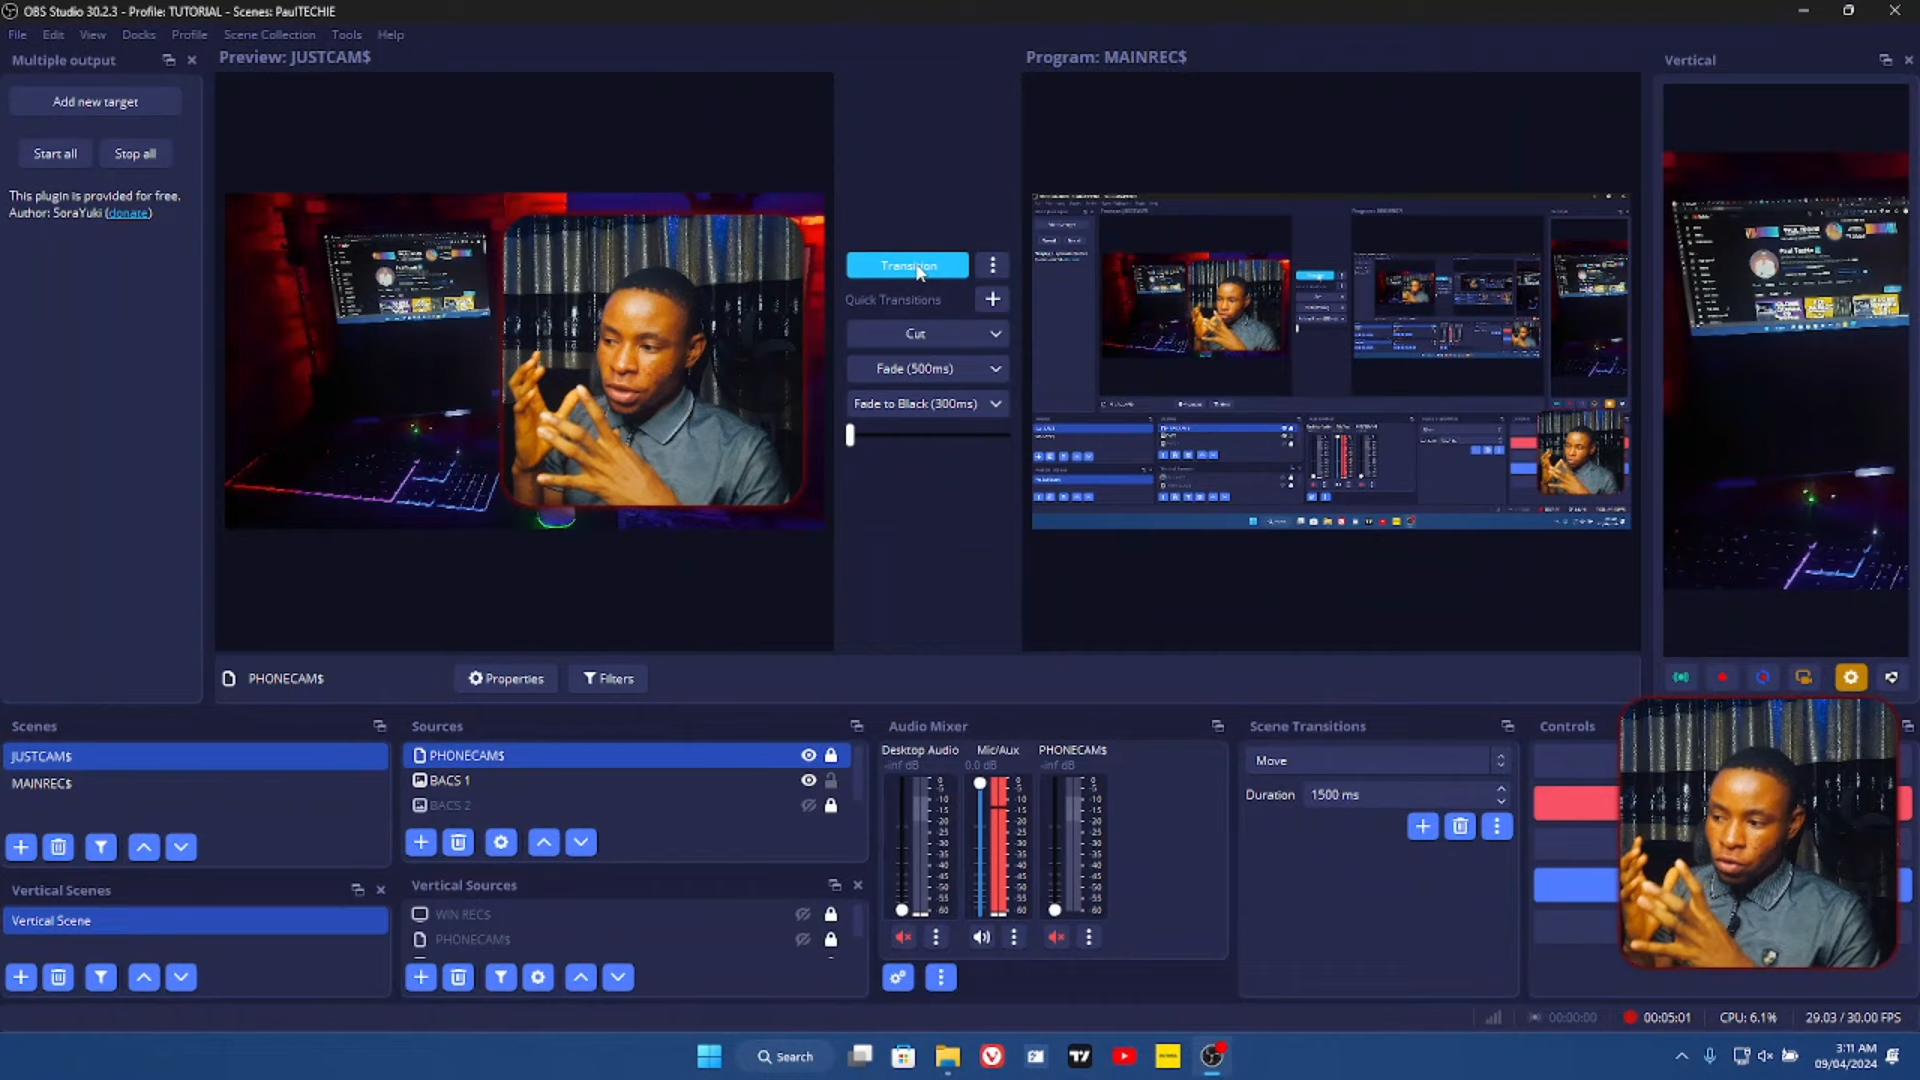 OBS Studio 30.2.3 - Profile: TUTORIAL - Scenes: PaulTECHIE
File Edit View Docks Profile Scene Collection Tools Help
Multiple output
Add new target
Start all Stop all
This plugin is provided for free.
Author: SoraYuki (donate)
Preview: JUSTCAM$
Transition
Quick Transitions
Cut
Fade (500ms)
Fade to Black (300ms)
Program: MAINREC$
Vertical
PHONECAM$ Properties Filters
Scenes
JUSTCAM$
MAINREC$
Vertical Scenes
Vertical Scene
Sources
PHONECAM$
BACS 1
BACS 2
Vertical Sources
WIN RECS
PHONECAM$
Audio Mixer
Desktop Audio Mic/Aux PHONECAM$
-inf dB 0.0 dB -inf dB
Scene Transitions
Move
Duration 1500 ms
Controls
00:00:00 00:05:01 CPU: 6.1% 29.03 / 30.00 FPS
Search
3:11 AM
09/04/2024